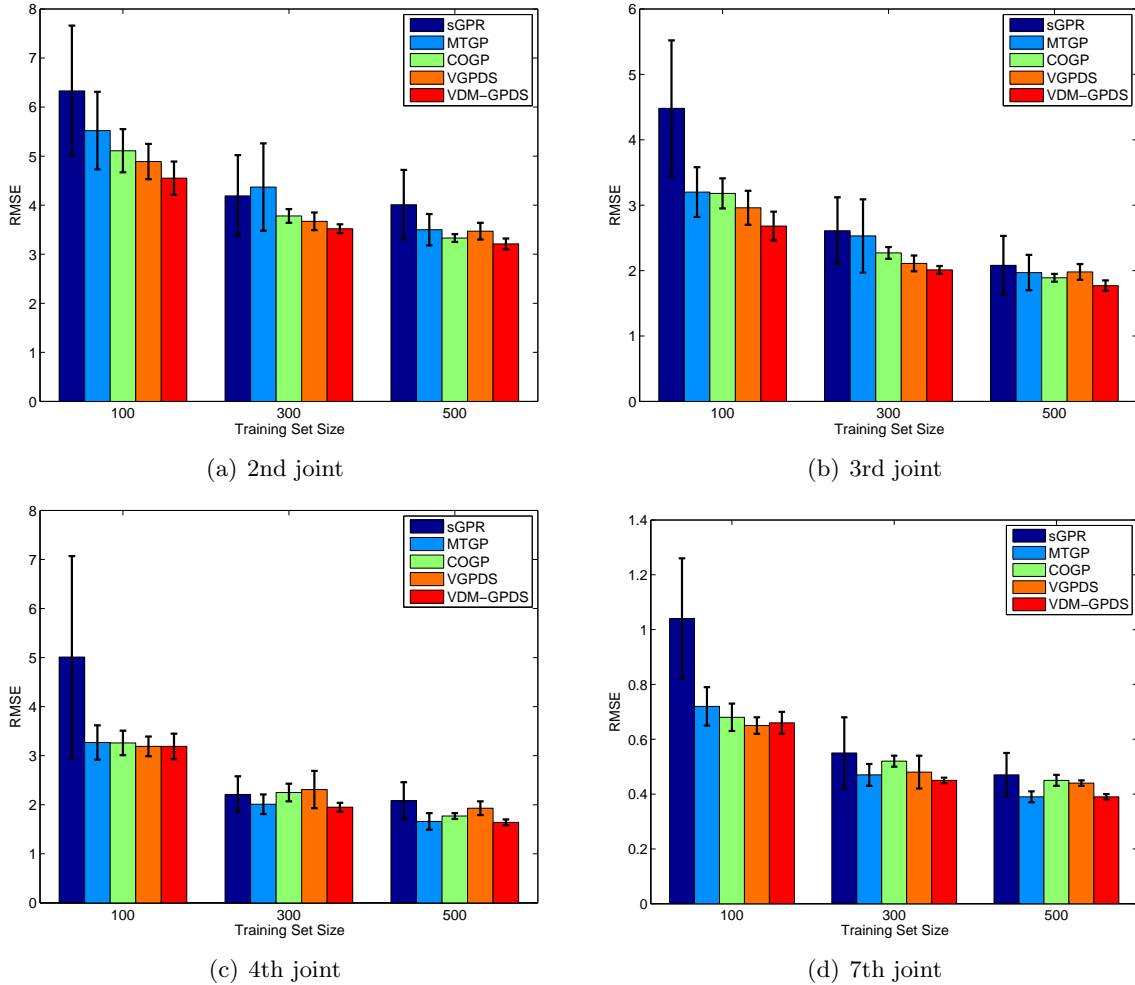 8
7
6
5
4
3
2
1
0
RMSE
sGPR
MTGP
COGP
VGPDS
VDM-GPDS
100 300 500
Training Set Size
(a) 2nd joint
6
5
4
3
2
1
0
RMSE
sGPR
MTGP
COGP
VGPDS
VDM-GPDS
100 300 500
Training Set Size
(b) 3rd joint
8
7
6
5
4
3
2
1
0
RMSE
sGPR
MTGP
COGP
VGPDS
VDM-GPDS
100 300 500
Training Set Size
(c) 4th joint
1.4
1.2
1
0.8
0.6
0.4
0.2
0
RMSE
sGPR
MTGP
COGP
VGPDS
VDM-GPDS
100 300 500
Training Set Size
(d) 7th joint